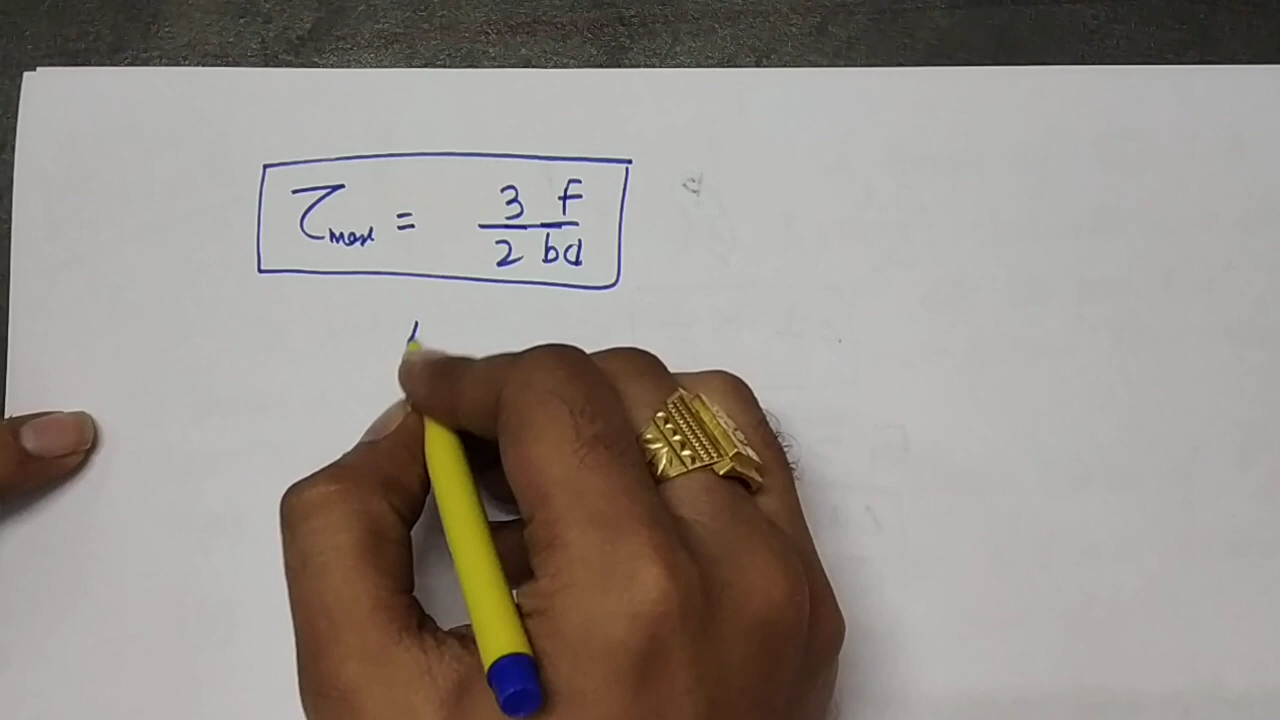 τmax = 3 F / 2 bd